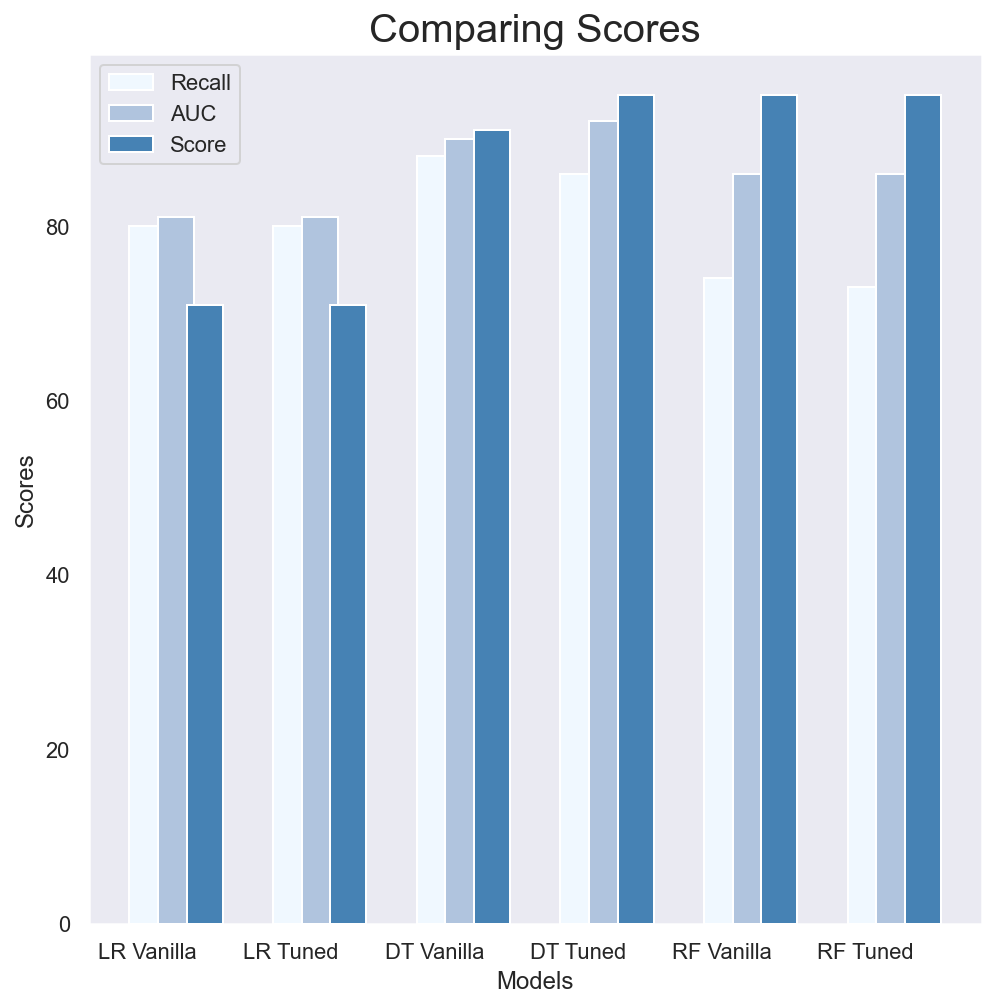 Comparing Scores
Recall
AUC
Score
80
60
40
20
0
Scores
LR Vanilla LR Tuned DT Vanilla DT Tuned RF Vanilla RF Tuned
Models